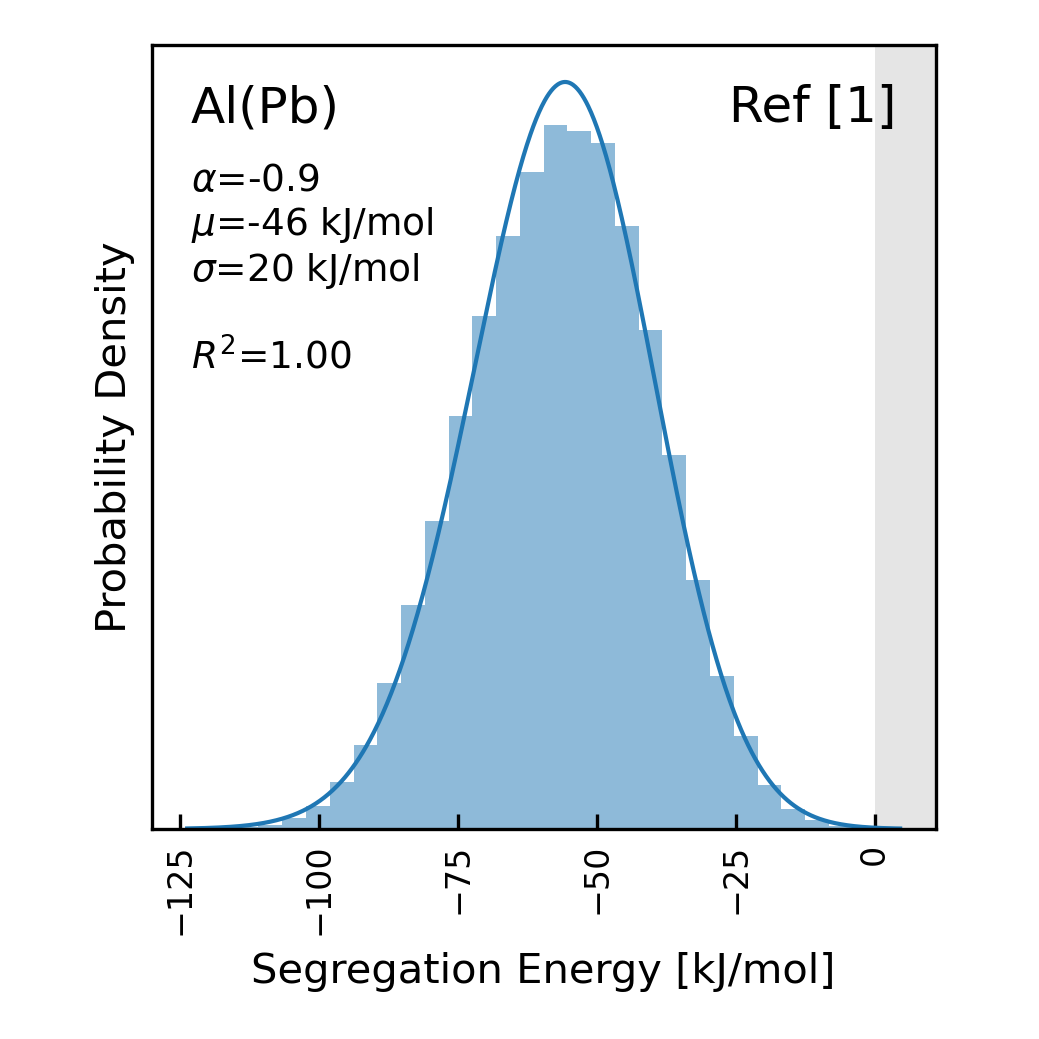 Al(Pb)
Ref [1]
α=-0.9
μ=-46 kJ/mol
σ=20 kJ/mol
R²=1.00
Probability Density
−125
−100
−75
−50
−25
0
Segregation Energy [kJ/mol]